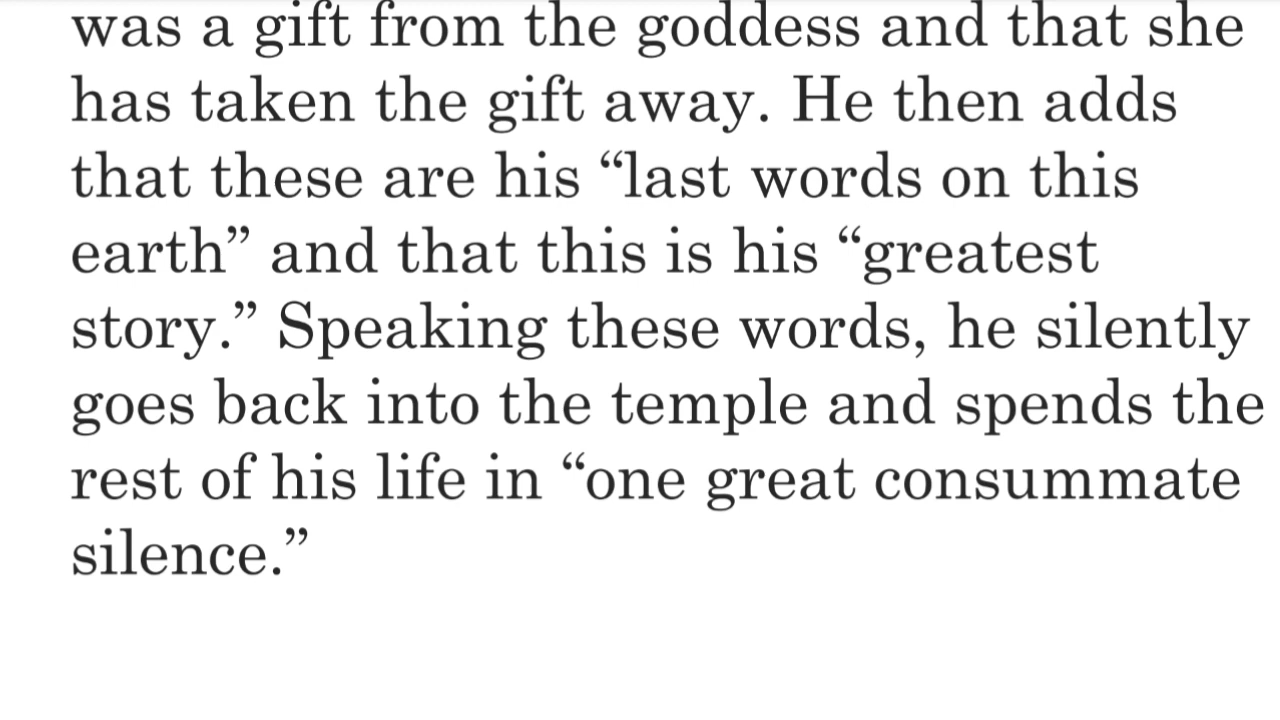 was a gift from the goddess and that she
has taken the gift away. He then adds
that these are his “last words on this
earth” and that this is his “greatest
story.” Speaking these words, he silently
goes back into the temple and spends the
rest of his life in “one great consummate
silence.”